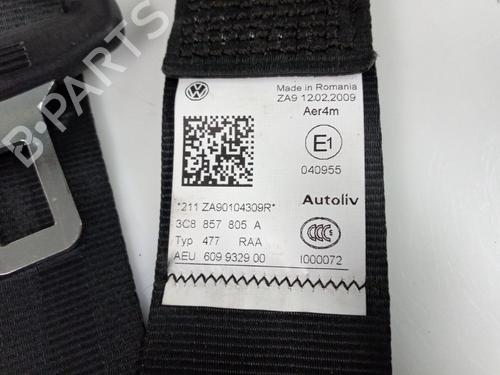 B-PARTS
Made in Romania
ZA9 12.02.2009
Aer4m
E1
040955
*211 ZA90104309R*
Autoliv
3C8 857 805 A
Typ 477 RAA
CCC S
AEU 609 9329 00
I000072